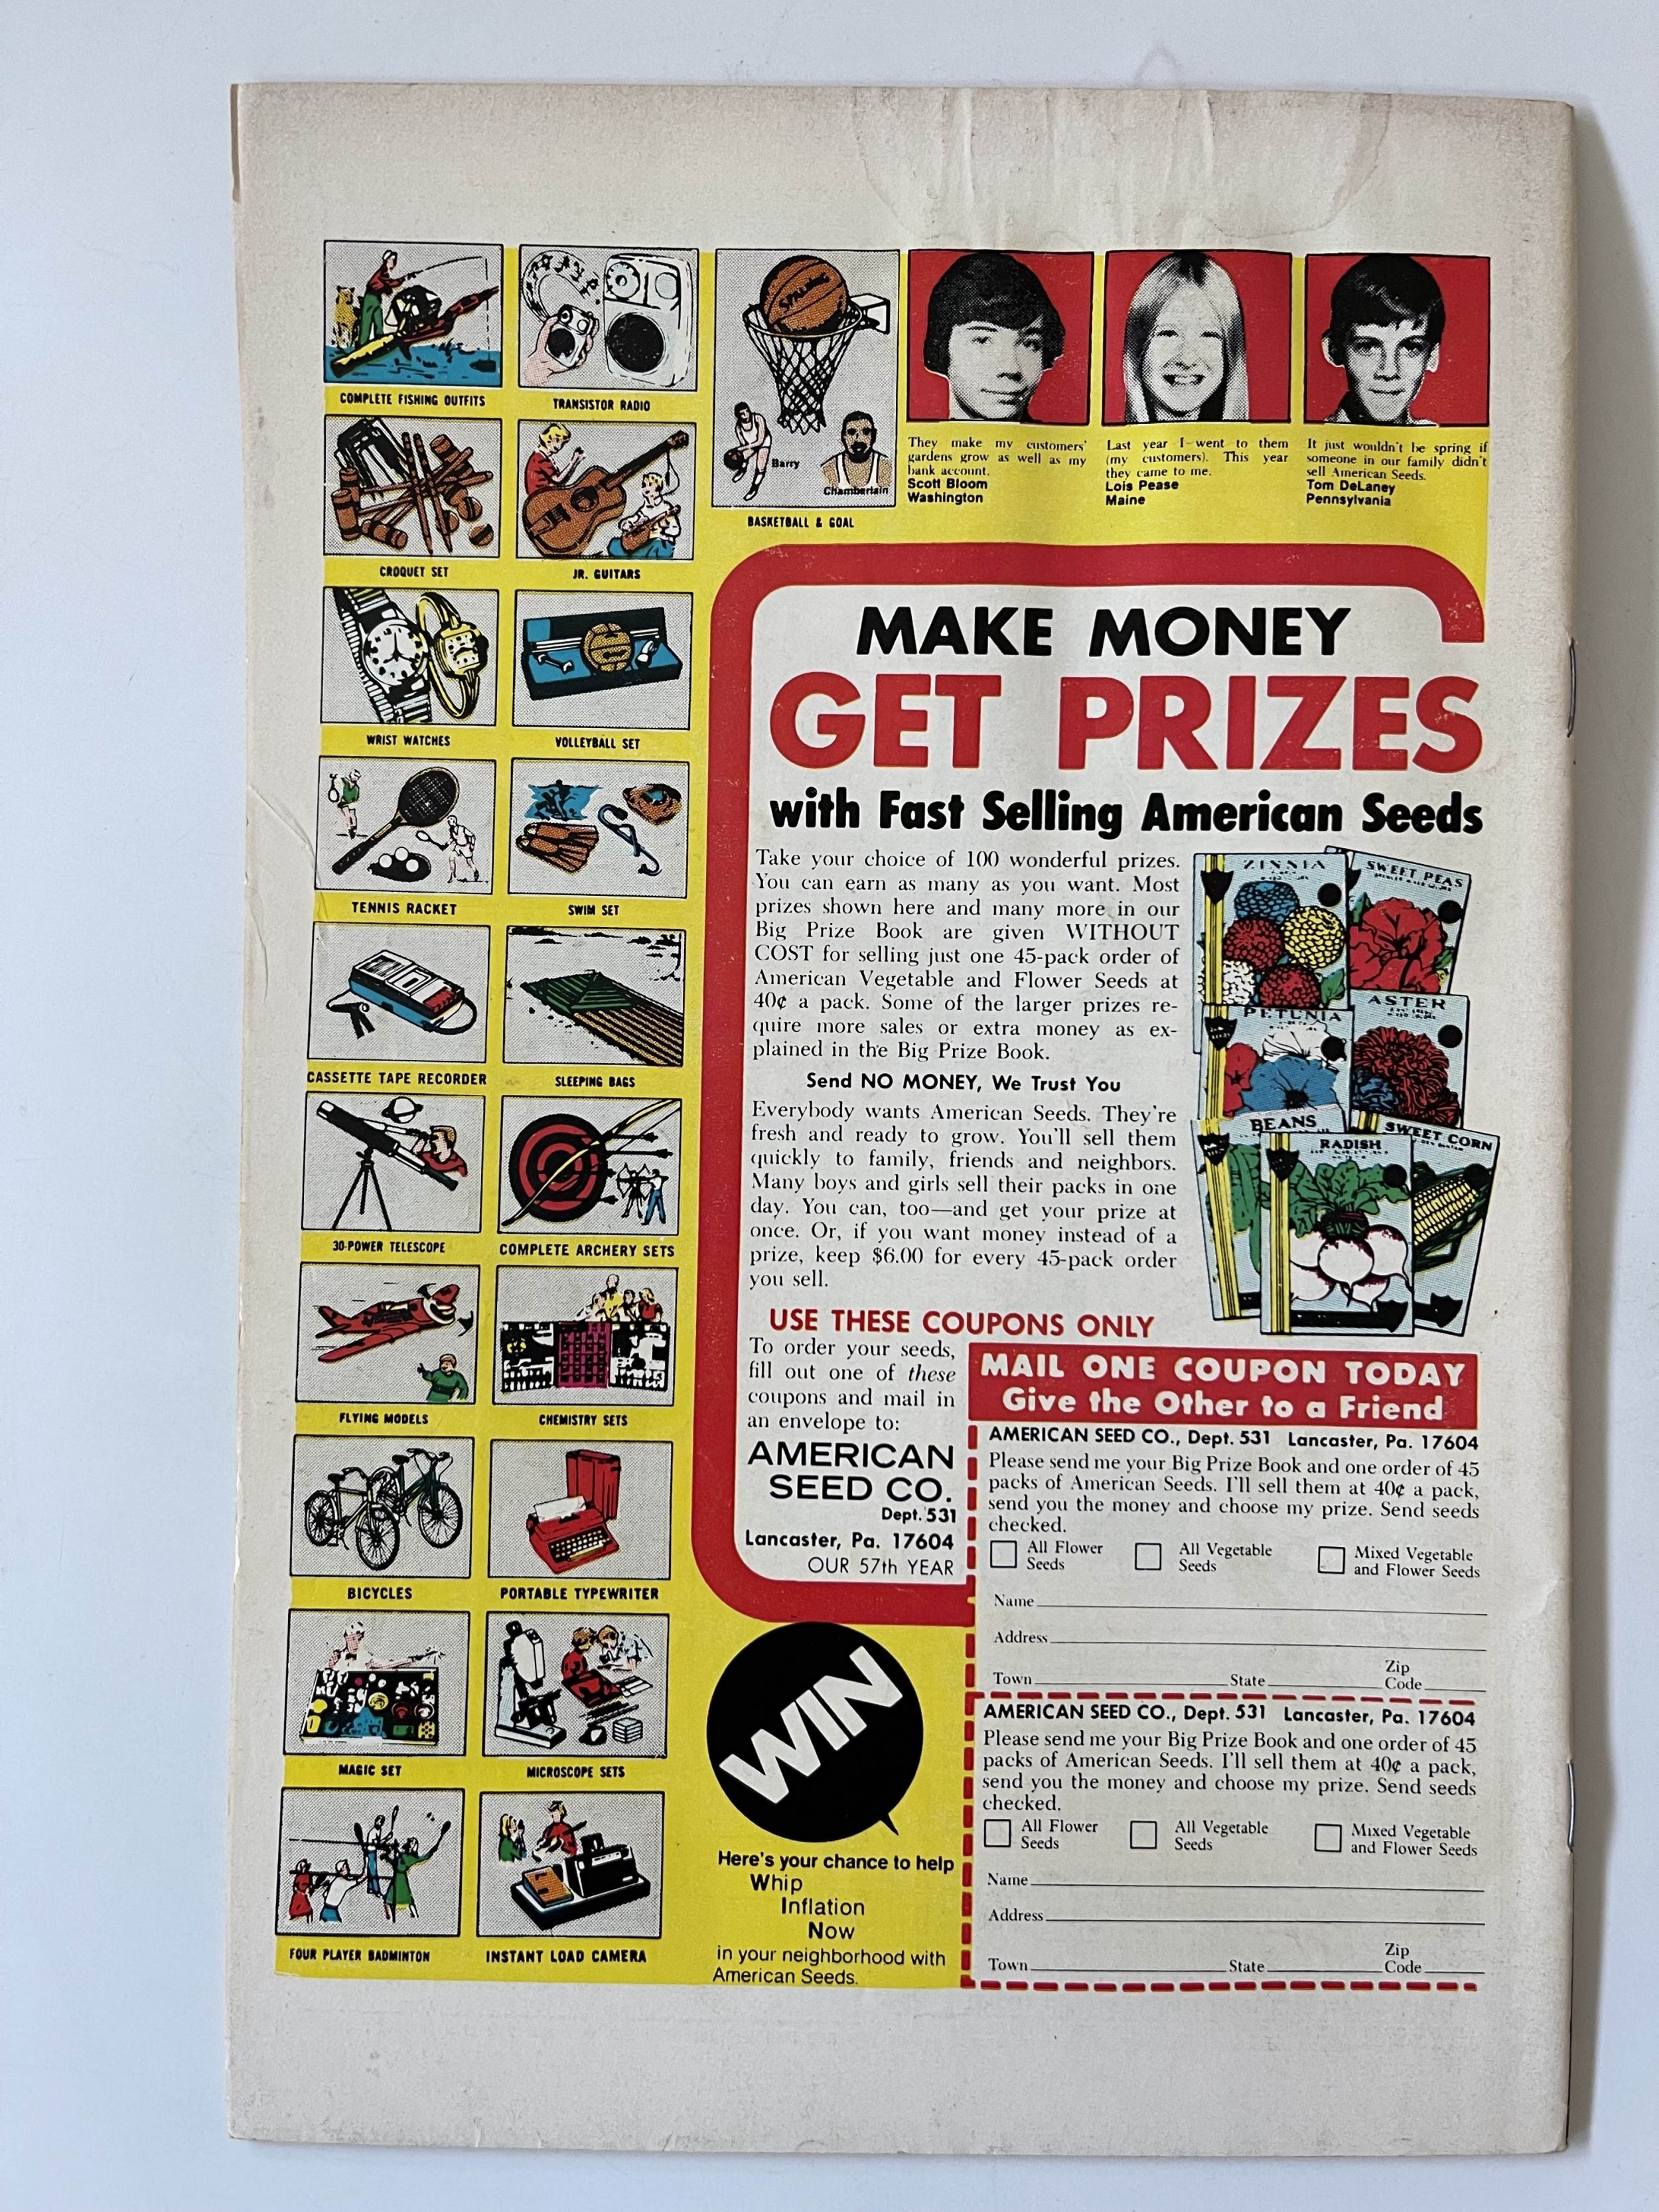 COMPLETE FISHING OUTFITS
TRANSISTOR RADIO
SPALDING
Barry
Chamberlain
BASKETBALL & GOAL
They make my customers'
gardens grow as well as my
bank account.
Scott Bloom
Washington
Last year I went to them
(my customers). This year
they came to me.
Lois Pease
Maine
It just wouldn't be spring if
someone in our family didn't
sell American Seeds.
Tom DeLaney
Pennsylvania
CROQUET SET
JR. GUITARS
WRIST WATCHES
VOLLEYBALL SET
TENNIS RACKET
SWIM SET
CASSETTE TAPE RECORDER
SLEEPING BAGS
30-POWER TELESCOPE
COMPLETE ARCHERY SETS
FLYING MODELS
CHEMISTRY SETS
BICYCLES
PORTABLE TYPEWRITER
MAGIC SET
MICROSCOPE SETS
FOUR PLAYER BADMINTON
INSTANT LOAD CAMERA
MAKE MONEY
GET PRIZES
with Fast Selling American Seeds
Take your choice of 100 wonderful prizes.
You can earn as many as you want. Most
prizes shown here and many more in our
Big Prize Book are given WITHOUT
COST for selling just one 45-pack order of
American Vegetable and Flower Seeds at
40¢ a pack. Some of the larger prizes re-
quire more sales or extra money as ex-
plained in the Big Prize Book.
Send NO MONEY, We Trust You
Everybody wants American Seeds. They're
fresh and ready to grow. You'll sell them
quickly to family, friends and neighbors.
Many boys and girls sell their packs in one
day. You can, too—and get your prize at
once. Or, if you want money instead of a
prize, keep $6.00 for every 45-pack order
you sell.
ZINNIA
SWEET PEAS
PETUNIA
ASTER
BEANS
RADISH
SWEET CORN
USE THESE COUPONS ONLY
To order your seeds,
fill out one of these
coupons and mail in
an envelope to:
AMERICAN
SEED CO.
Dept. 531
Lancaster, Pa. 17604
OUR 57th YEAR
MAIL ONE COUPON TODAY
Give the Other to a Friend
AMERICAN SEED CO., Dept. 531 Lancaster, Pa. 17604
Please send me your Big Prize Book and one order of 45
packs of American Seeds. I'll sell them at 40¢ a pack,
send you the money and choose my prize. Send seeds
checked.
All Flower
Seeds
All Vegetable
Seeds
Mixed Vegetable
and Flower Seeds
Name
Address
Town State Zip
Code
AMERICAN SEED CO., Dept. 531 Lancaster, Pa. 17604
Please send me your Big Prize Book and one order of 45
packs of American Seeds. I'll sell them at 40¢ a pack,
send you the money and choose my prize. Send seeds
checked.
All Flower
Seeds
All Vegetable
Seeds
Mixed Vegetable
and Flower Seeds
Name
Address
Town State Zip
Code
WIN
Here's your chance to help
Whip
Inflation
Now
in your neighborhood with
American Seeds.